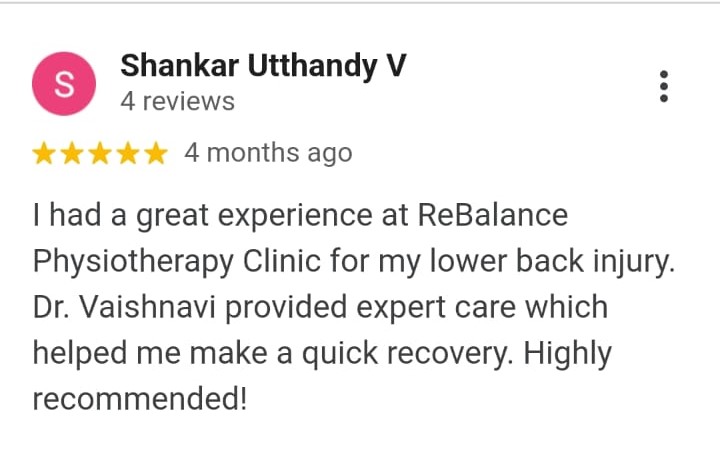 S
Shankar Utthandy V
4 reviews
4 months ago
I had a great experience at ReBalance
Physiotherapy Clinic for my lower back injury.
Dr. Vaishnavi provided expert care which
helped me make a quick recovery. Highly
recommended!